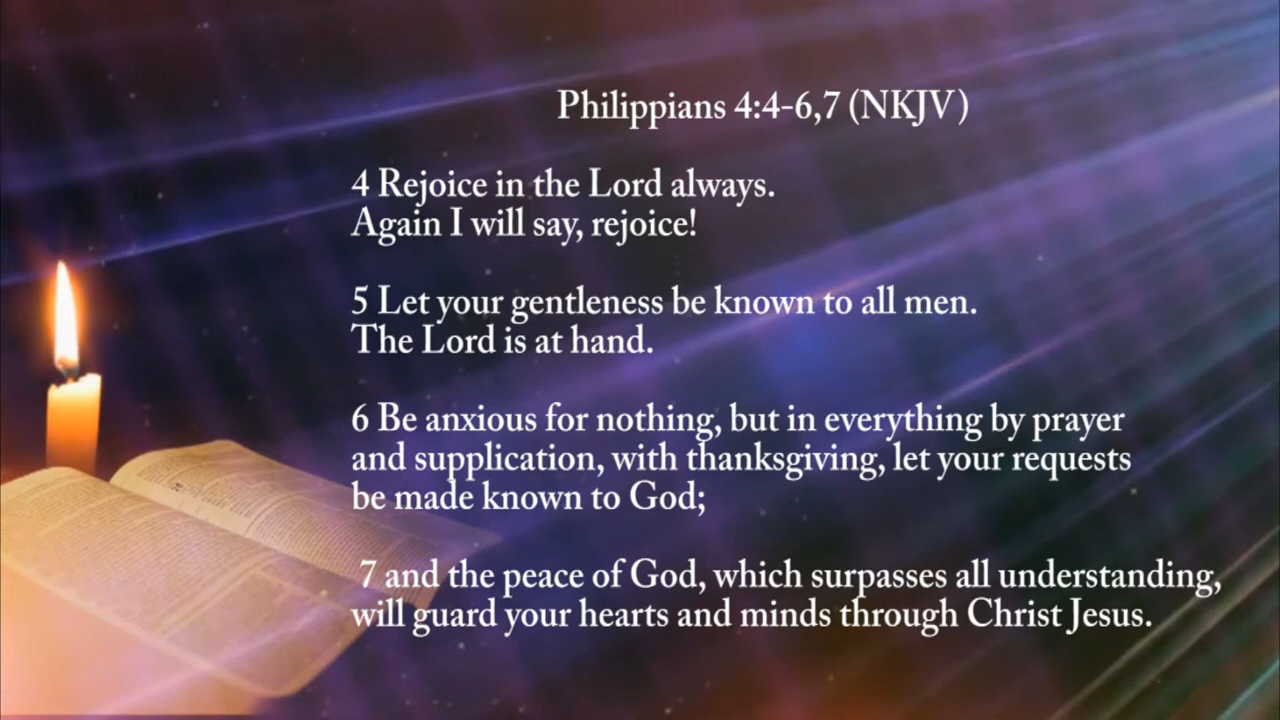 Philippians 4:4-6,7 (NKJV)
4 Rejoice in the Lord always.
Again I will say, rejoice!
5 Let your gentleness be known to all men.
The Lord is at hand.
6 Be anxious for nothing, but in everything by prayer
and supplication, with thanksgiving, let your requests
be made known to God;
7 and the peace of God, which surpasses all understanding,
will guard your hearts and minds through Christ Jesus.